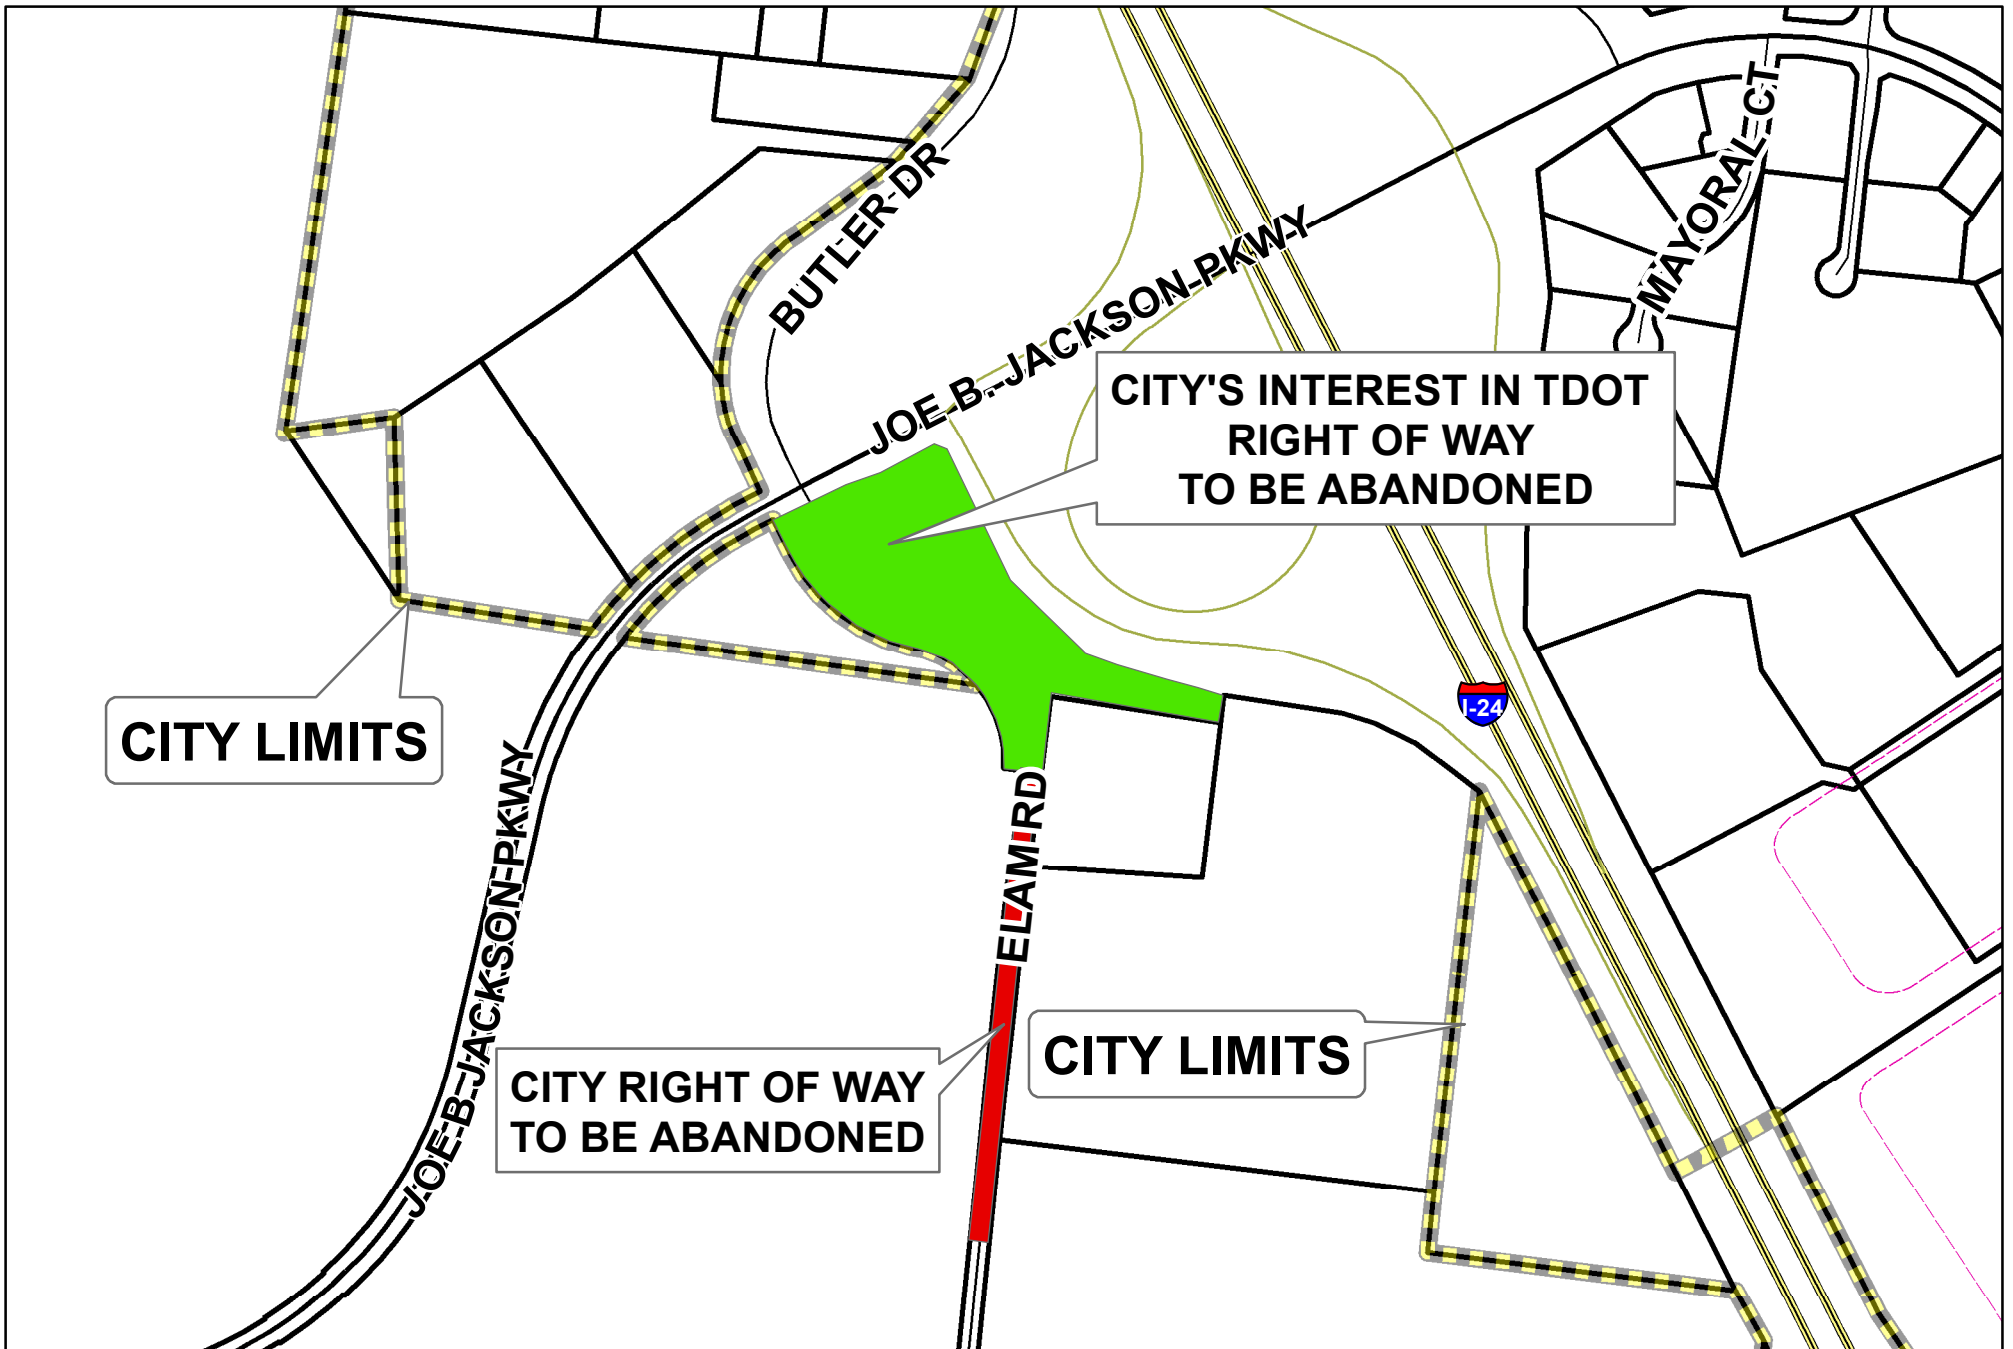 MAYORAL CT
BUTLER DR
JOE B. JACKSON PKWY
CITY'S INTEREST IN TDOT
RIGHT OF WAY
TO BE ABANDONED
I-24
CITY LIMITS
JOE B JACKSON PKWY
ELAM RD
CITY LIMITS
CITY RIGHT OF WAY
TO BE ABANDONED